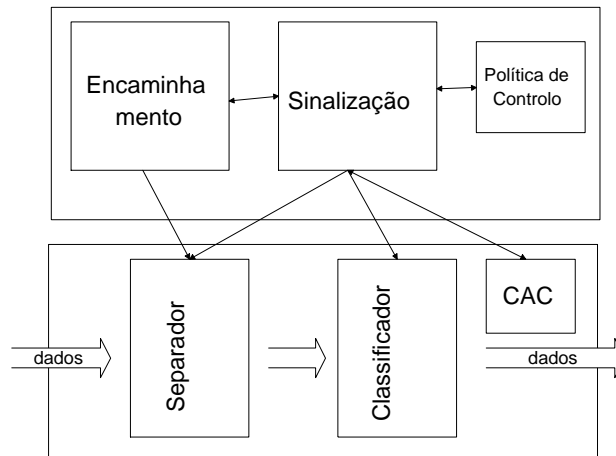 Encaminha
mento
Sinalização
Política de
Controlo
Separador
Classificador
CAC
dados
dados